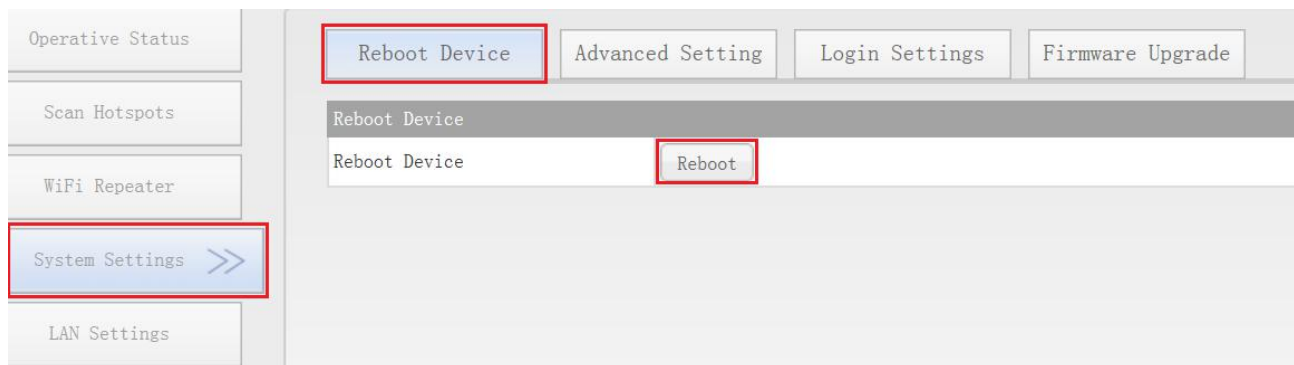 Operative Status
Scan Hotspots
WiFi Repeater
System Settings
LAN Settings
Reboot Device
Advanced Setting
Login Settings
Firmware Upgrade
Reboot Device
Reboot Device
Reboot